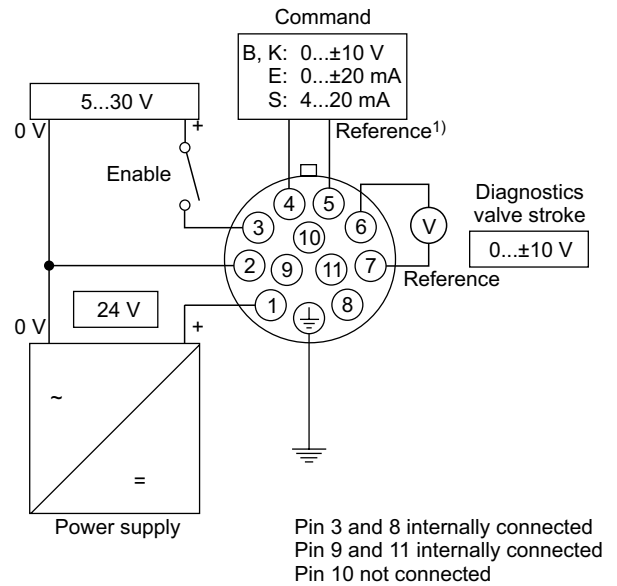 Command
B, K: 0...±10 V
E: 0...±20 mA
S: 4...20 mA
5...30 V
0 V
+
Reference1)
Enable
4
5
3
10
6
V
Diagnostics
valve stroke
0...±10 V
2
9
11
7
Reference
24 V
1
8
0 V
+
~
=
Power supply
Pin 3 and 8 internally connected
Pin 9 and 11 internally connected
Pin 10 not connected